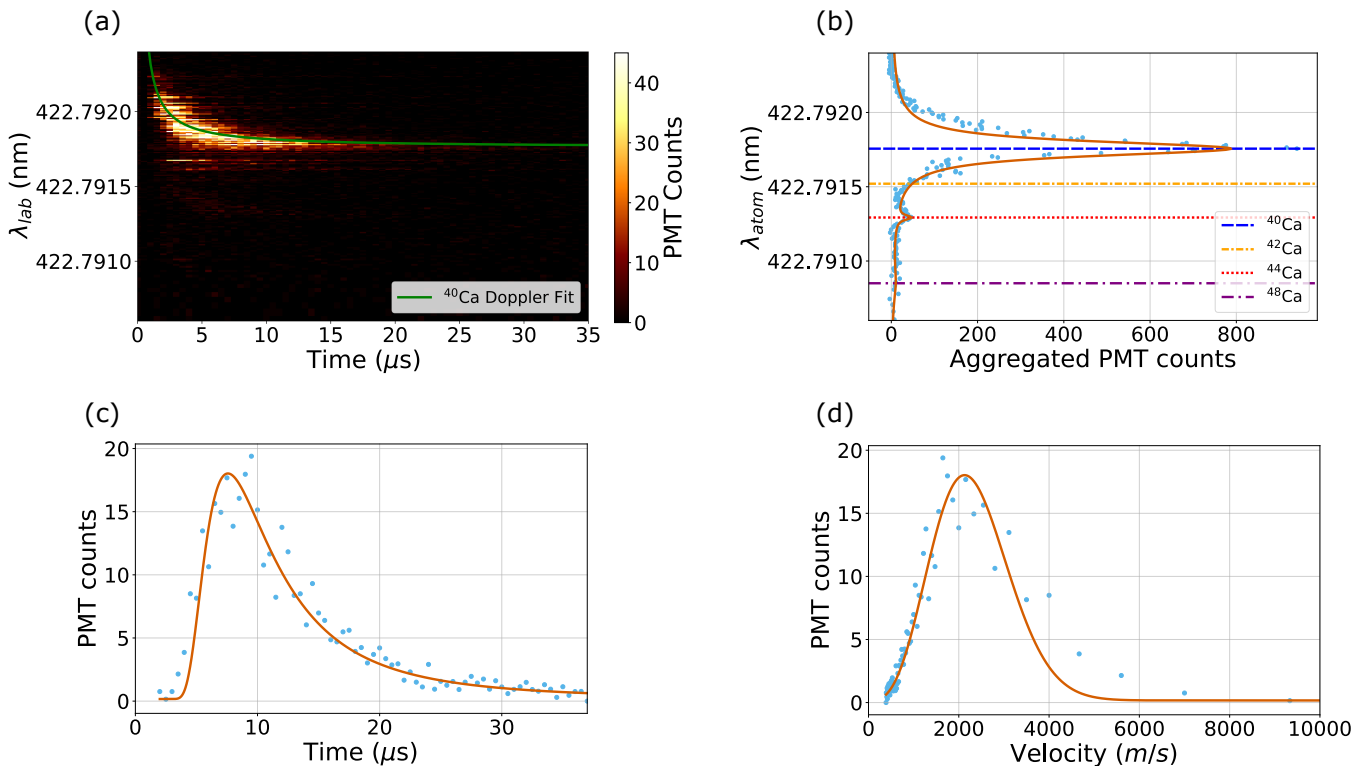 (a)
λlab (nm)
422.7920
422.7915
422.7910
0 5 10 15 20 25 30 35
Time (μs)
⁴⁰Ca Doppler Fit
40
30
20
10
0
PMT Counts
(b)
λatom (nm)
422.7920
422.7915
422.7910
0 200 400 600 800
Aggregated PMT counts
⁴⁰Ca
⁴²Ca
⁴⁴Ca
⁴⁸Ca
(c)
PMT counts
20
15
10
5
0
0 10 20 30
Time (μs)
(d)
PMT counts
20
15
10
5
0
0 2000 4000 6000 8000 10000
Velocity (m/s)